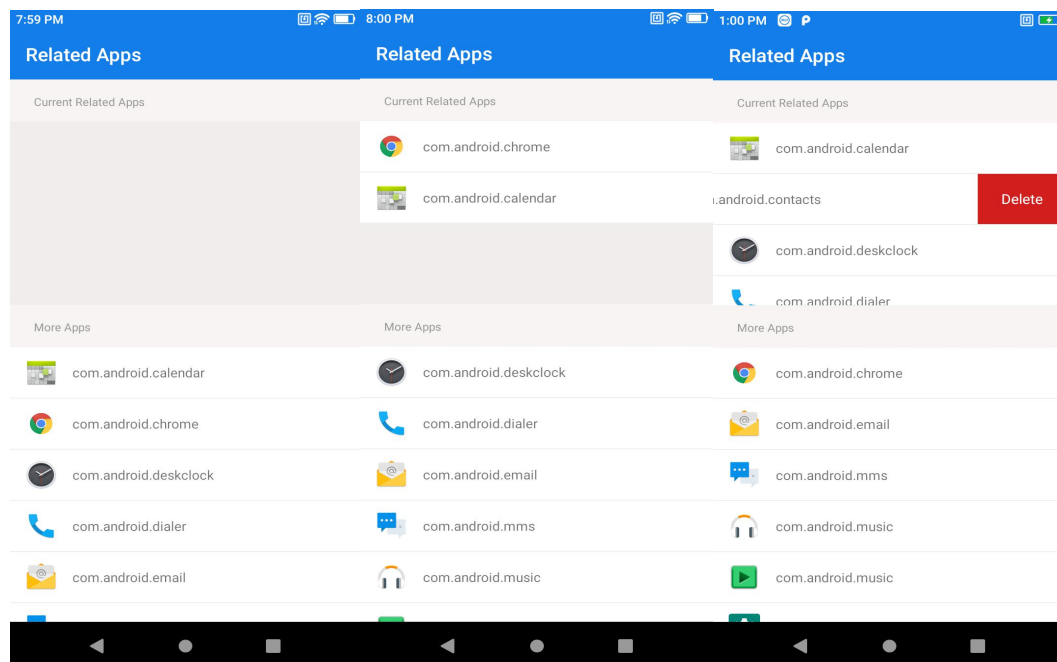 7:59 PM
Related Apps
Current Related Apps
More Apps
com.android.calendar
com.android.chrome
com.android.deskclock
com.android.dialer
com.android.email
8:00 PM
Related Apps
Current Related Apps
com.android.chrome
com.android.calendar
More Apps
com.android.deskclock
com.android.dialer
com.android.email
com.android.mms
com.android.music
1:00 PM
Related Apps
Current Related Apps
com.android.calendar
.android.contacts
Delete
com.android.deskclock
com.android.dialer
More Apps
com.android.chrome
com.android.email
com.android.mms
com.android.music
com.android.music